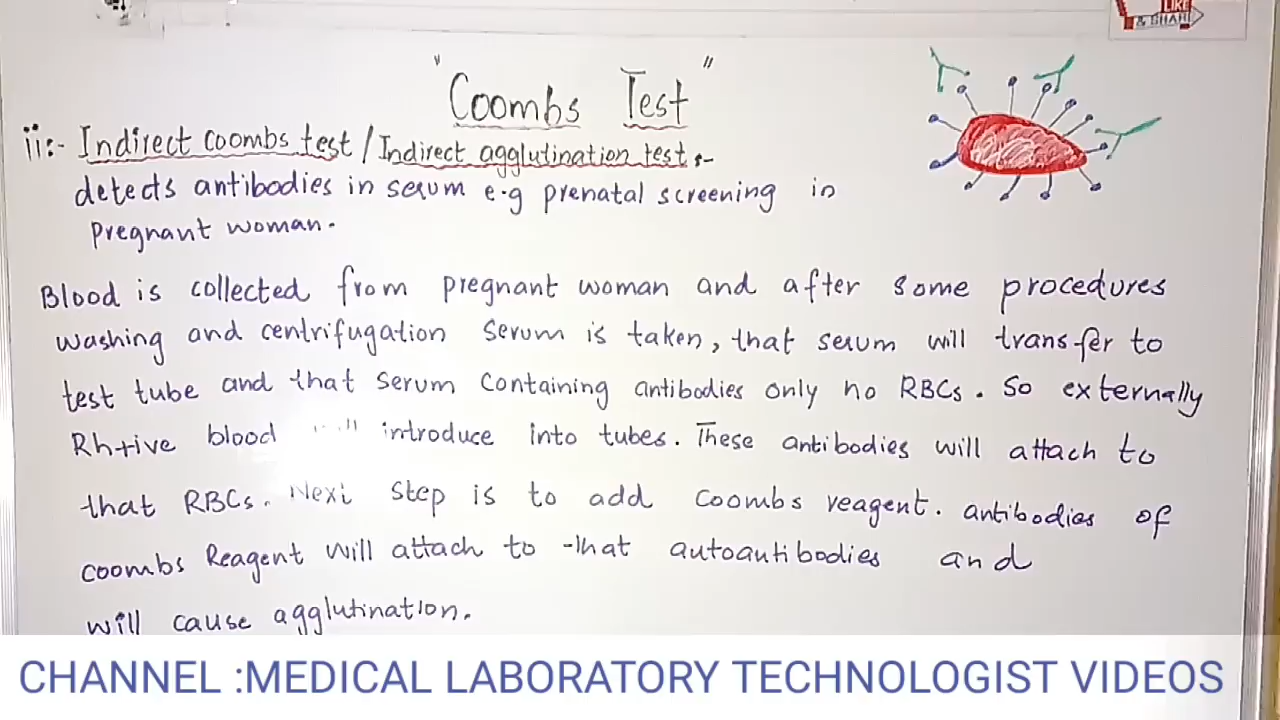 LIKE
& SHARE
"Coombs Test"
ii:- Indirect coombs test / Indirect agglutination test:-
detects antibodies in serum e.g prenatal screening in
pregnant woman.
Blood is collected from pregnant woman and after some procedures
washing and centrifugation serum is taken, that serum will transfer to
test tube and that serum containing antibodies only no RBCs. So externally
Rh+ive blood will introduce into tubes. These antibodies will attach to
that RBCs. Next step is to add coombs reagent. antibodies of
coombs Reagent will attach to that autoantibodies and
will cause agglutination.
CHANNEL :MEDICAL LABORATORY TECHNOLOGIST VIDEOS